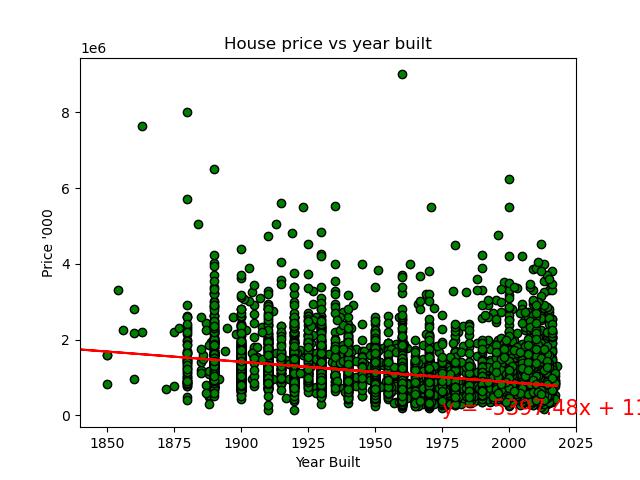 House price vs year built
1e6
8
6
4
2
0
Price '000
y = -5397.48x + 11
1850 1875 1900 1925 1950 1975 2000 2025
Year Built